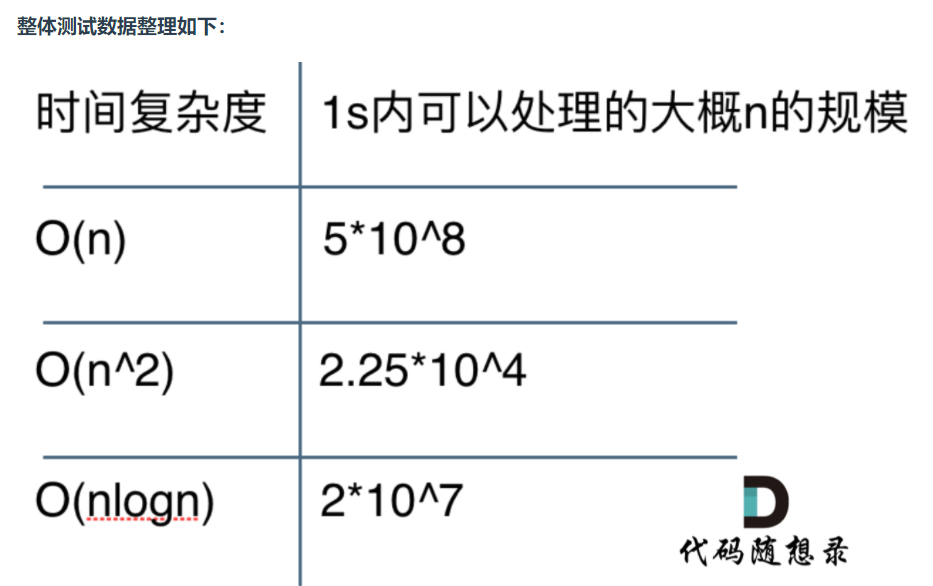 整体测试数据整理如下：
时间复杂度 1s内可以处理的大概n的规模
O(n) 5*10^8
O(n^2) 2.25*10^4
O(nlogn) 2*10^7
代码随想录